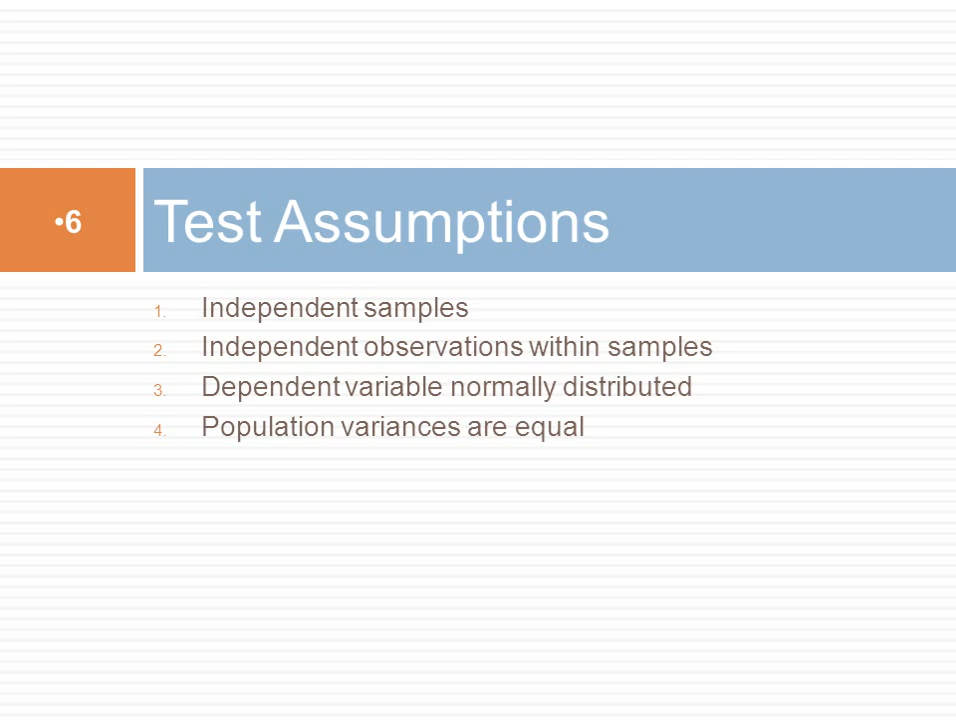 •6
Test Assumptions
1. Independent samples
2. Independent observations within samples
3. Dependent variable normally distributed
4. Population variances are equal